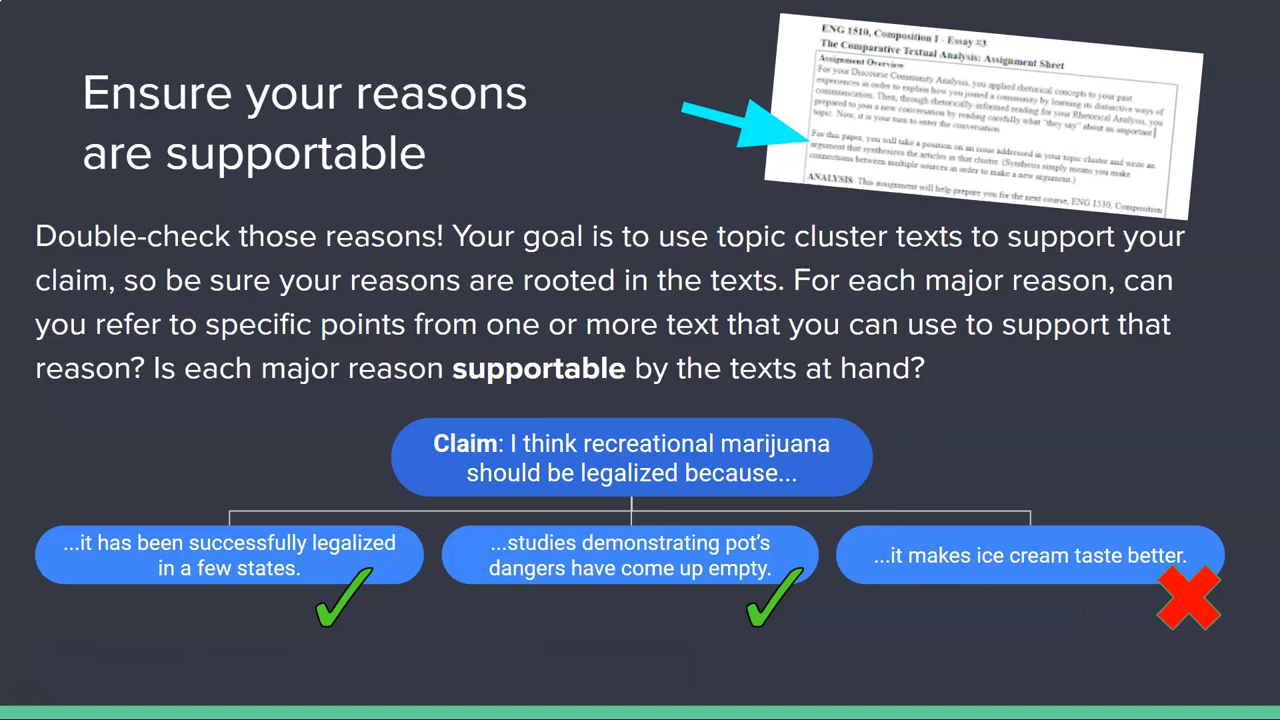 Ensure your reasons
are supportable
ENG 1510, Composition I - Essay #3
The Comparative Textual Analysis: Assignment Sheet
Assignment Overview
For your Discourse Community Analysis, you applied rhetorical concepts to your past
experiences in order to explain how you joined a community by learning its distinctive ways of
communication. Then, through rhetorically-informed reading for your Rhetorical Analysis, you
prepared to join a new conversation by reading carefully what "they say" about an important
topic. Now, it is your turn to enter the conversation.
For this paper, you will take a position on an issue addressed in your topic cluster and write an
argument that synthesizes the articles in that cluster. (Synthesis simply means you make
connections between multiple sources in order to make a new argument.)
ANALYSIS: This assignment will help prepare you for the next course, ENG 1530, Composition
Double-check those reasons! Your goal is to use topic cluster texts to support your
claim, so be sure your reasons are rooted in the texts. For each major reason, can
you refer to specific points from one or more text that you can use to support that
reason? Is each major reason supportable by the texts at hand?
Claim: I think recreational marijuana
should be legalized because...
...it has been successfully legalized
in a few states.
...studies demonstrating pot's
dangers have come up empty.
...it makes ice cream taste better.